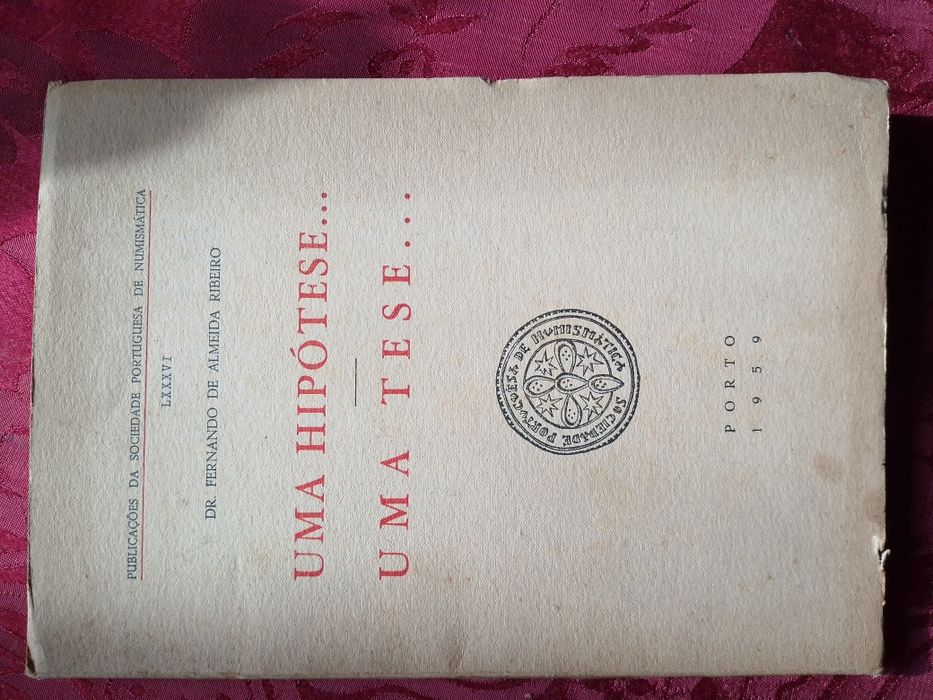 PUBLICAÇÕES DA SOCIEDADE PORTUGUESA DE NUMISMÁTICA
LXXXVI
DR. FERNANDO DE ALMEIDA RIBEIRO
UMA HIPÓTESE...
UMA TESE...
SOCIEDADE PORTUGUESA DE NUMISMÁTICA
PORTO
1959